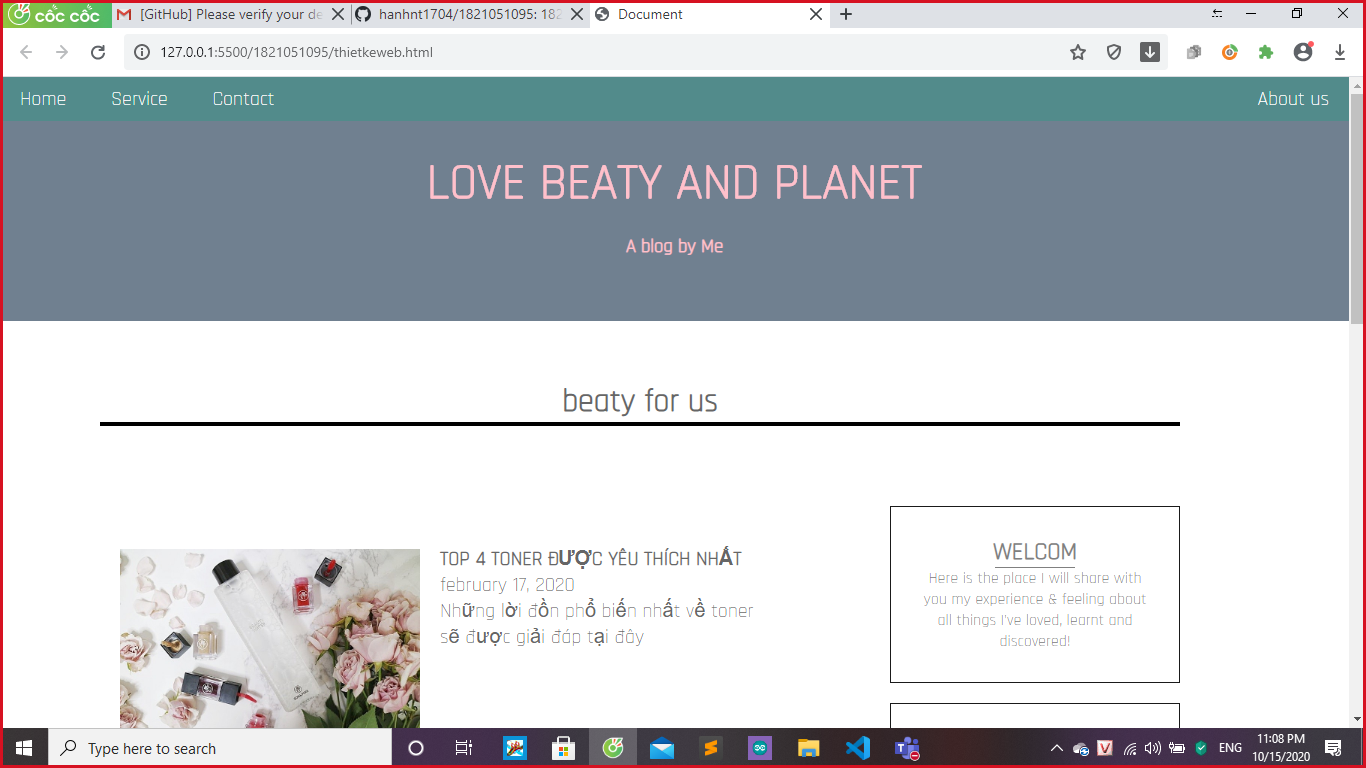 cốc cốc
[GitHub] Please verify your de
hanhnt1704/1821051095: 182
Document
127.0.0.1:5500/1821051095/thietkeweb.html
Home
Service
Contact
About us
LOVE BEATY AND PLANET
A blog by Me
beaty for us
TOP 4 TONER ĐƯỢC YÊU THÍCH NHẤT
february 17, 2020
Những lời đồn phổ biến nhất về toner
sẽ được giải đáp tại đây
WELCOM
Here is the place I will share with
you my experience & feeling about
all things I've loved, learnt and
discovered!
Type here to search
ENG
11:08 PM
10/15/2020